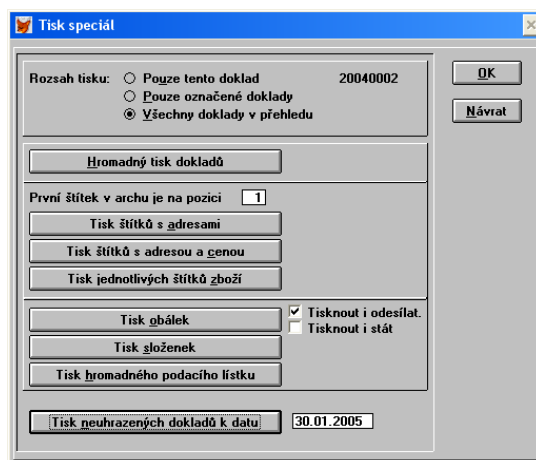 Tisk speciál
Rozsah tisku: Pouze tento doklad 20040002
Pouze označené doklady
Všechny doklady v přehledu
OK
Návrat
Hromadný tisk dokladů
První štítek v archu je na pozici 1
Tisk štítků s adresami
Tisk štítků s adresou a cenou
Tisk jednotlivých štítků zboží
Tisk obálek
Tisknout i odesílat.
Tisknout i stát
Tisk složenek
Tisk hromadného podacího lístku
Tisk neuhrazených dokladů k datu 30.01.2005